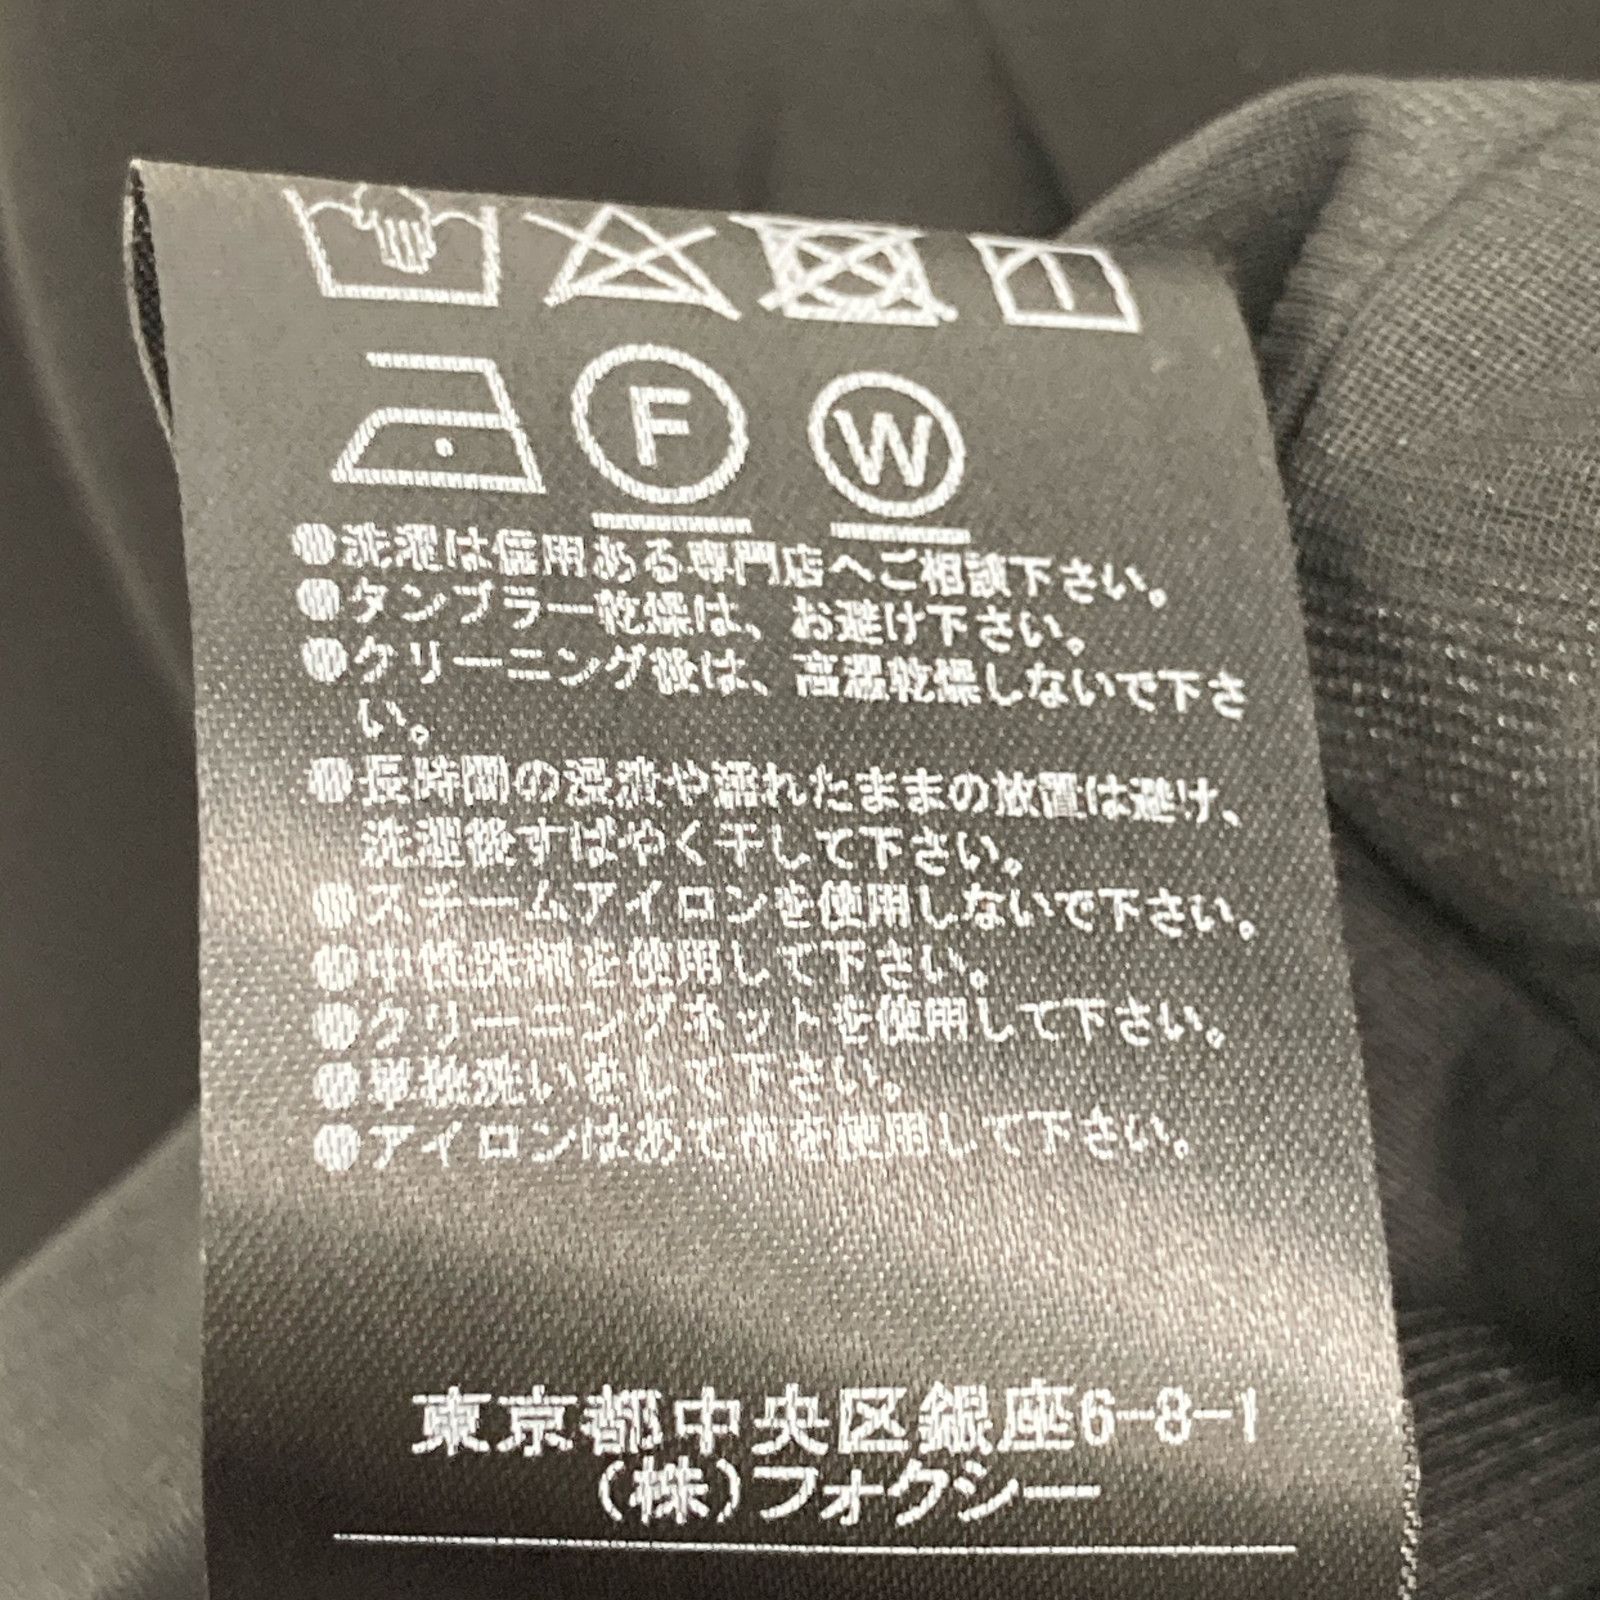 F W
●洗濯は信用ある専門店へご相談下さい。
●タンブラー乾燥は、お避け下さい。
●クリーニング後は、高温乾燥しないで下さ
い。
●長時間の浸漬や濡れたままの放置は避け、
洗濯後すばやく干して下さい。
●スチームアイロンを使用しないで下さい。
●中性洗剤を使用して下さい。
●クリーニングネットを使用して下さい。
●単独洗いをして下さい。
●アイロンはあて布を使用して下さい。
東京都中央区銀座6-8-1
(株)フォクシー